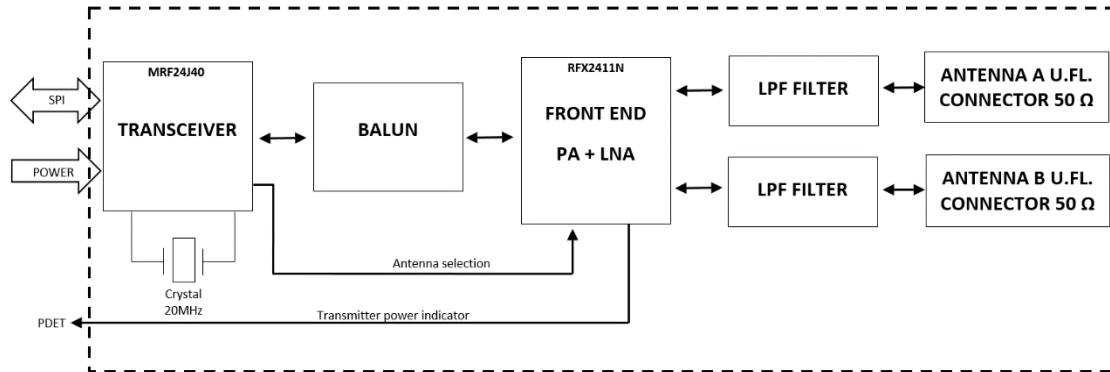 MRF24J40
TRANSCEIVER
SPI
POWER
BALUN
RFX2411N
FRONT END
PA + LNA
LPF FILTER
ANTENNA A U.FL.
CONNECTOR 50 Ω
LPF FILTER
ANTENNA B U.FL.
CONNECTOR 50 Ω
Antenna selection
Crystal
20MHz
Transmitter power indicator
PDET